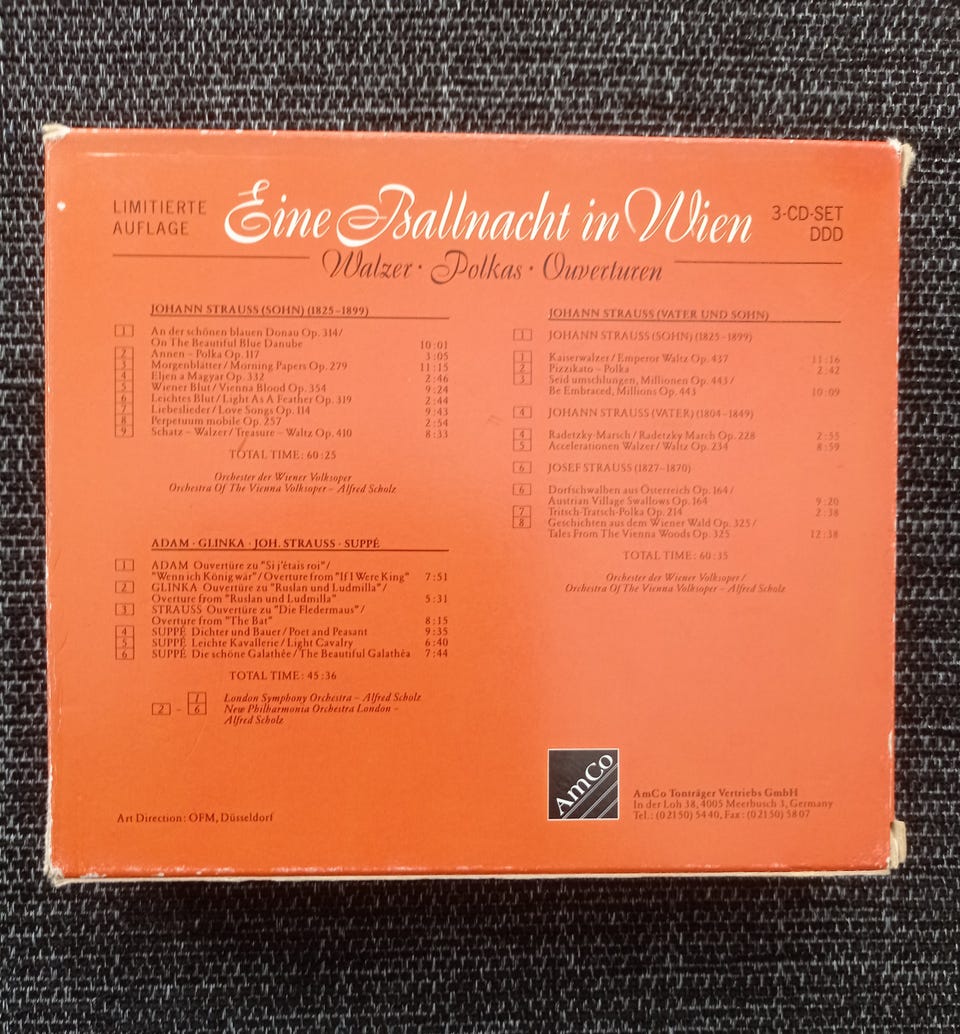 LIMITIERTE
AUFLAGE
Eine Ballnacht in Wien
3-CD-SET
DDD
Walzer · Polkas · Ouverturen
JOHANN STRAUSS (SOHN) (1825–1899)
1 An der schönen blauen Donau Op. 314/
On The Beautiful Blue Danube 10:01
2 Annen – Polka Op. 117 3:05
3 Morgenblätter / Morning Papers Op. 279 11:15
4 Eljen a Magyar Op. 332 2:46
5 Wiener Blut / Vienna Blood Op. 354 9:24
6 Leichtes Blut / Light As A Feather Op. 319 2:44
7 Liebeslieder / Love Songs Op. 114 9:43
8 Perpetuum mobile Op. 257 2:54
9 Schatz – Walzer / Treasure – Waltz Op. 410 8:33
TOTAL TIME: 60:25
Orchester der Wiener Volksoper
Orchestra Of The Vienna Volksoper – Alfred Scholz
ADAM · GLINKA · JOH. STRAUSS · SUPPÉ
1 ADAM Ouvertüre zu "Si j'étais roi"/
"Wenn ich König wär"/ Overture from "If I Were King" 7:51
2 GLINKA Ouvertüre zu "Ruslan und Ludmilla"/
Overture from "Ruslan und Ludmilla" 5:31
3 STRAUSS Ouvertüre zu "Die Fledermaus"/
Overture from "The Bat" 8:15
4 SUPPÉ Dichter und Bauer / Poet and Peasant 9:35
5 SUPPÉ Leichte Kavallerie / Light Cavalry 6:40
6 SUPPÉ Die schöne Galathée / The Beautiful Galathéa 7:44
TOTAL TIME: 45:36
1 London Symphony Orchestra – Alfred Scholz
2 – 6 New Philharmonia Orchestra London –
Alfred Scholz
Art Direction: OFM, Düsseldorf
JOHANN STRAUSS (VATER UND SOHN)
1 JOHANN STRAUSS (SOHN) (1825–1899)
1 Kaiserwalzer / Emperor Waltz Op. 437 11:16
2 Pizzikato – Polka 2:42
3 Seid umschlungen, Millionen Op. 443 /
Be Embraced, Millions Op. 443 10:09
4 JOHANN STRAUSS (VATER) (1804–1849)
4 Radetzky-Marsch / Radetzky March Op. 228 2:55
5 Accelerationen Walzer / Waltz Op. 234 8:59
6 JOSEF STRAUSS (1827–1870)
6 Dorfschwalben aus Österreich Op. 164 /
Austrian Village Swallows Op. 164 9:20
7 Tritsch-Tratsch-Polka Op. 214 2:38
8 Geschichten aus dem Wiener Wald Op. 325 /
Tales From The Vienna Woods Op. 325 12:38
TOTAL TIME: 60:35
Orchester der Wiener Volksoper /
Orchestra Of The Vienna Volksoper – Alfred Scholz
AmCo
AmCo Tonträger Vertriebs GmbH
In der Loh 38, 4005 Meerbusch 3, Germany
Tel.: (02150) 5440, Fax: (02150) 5807